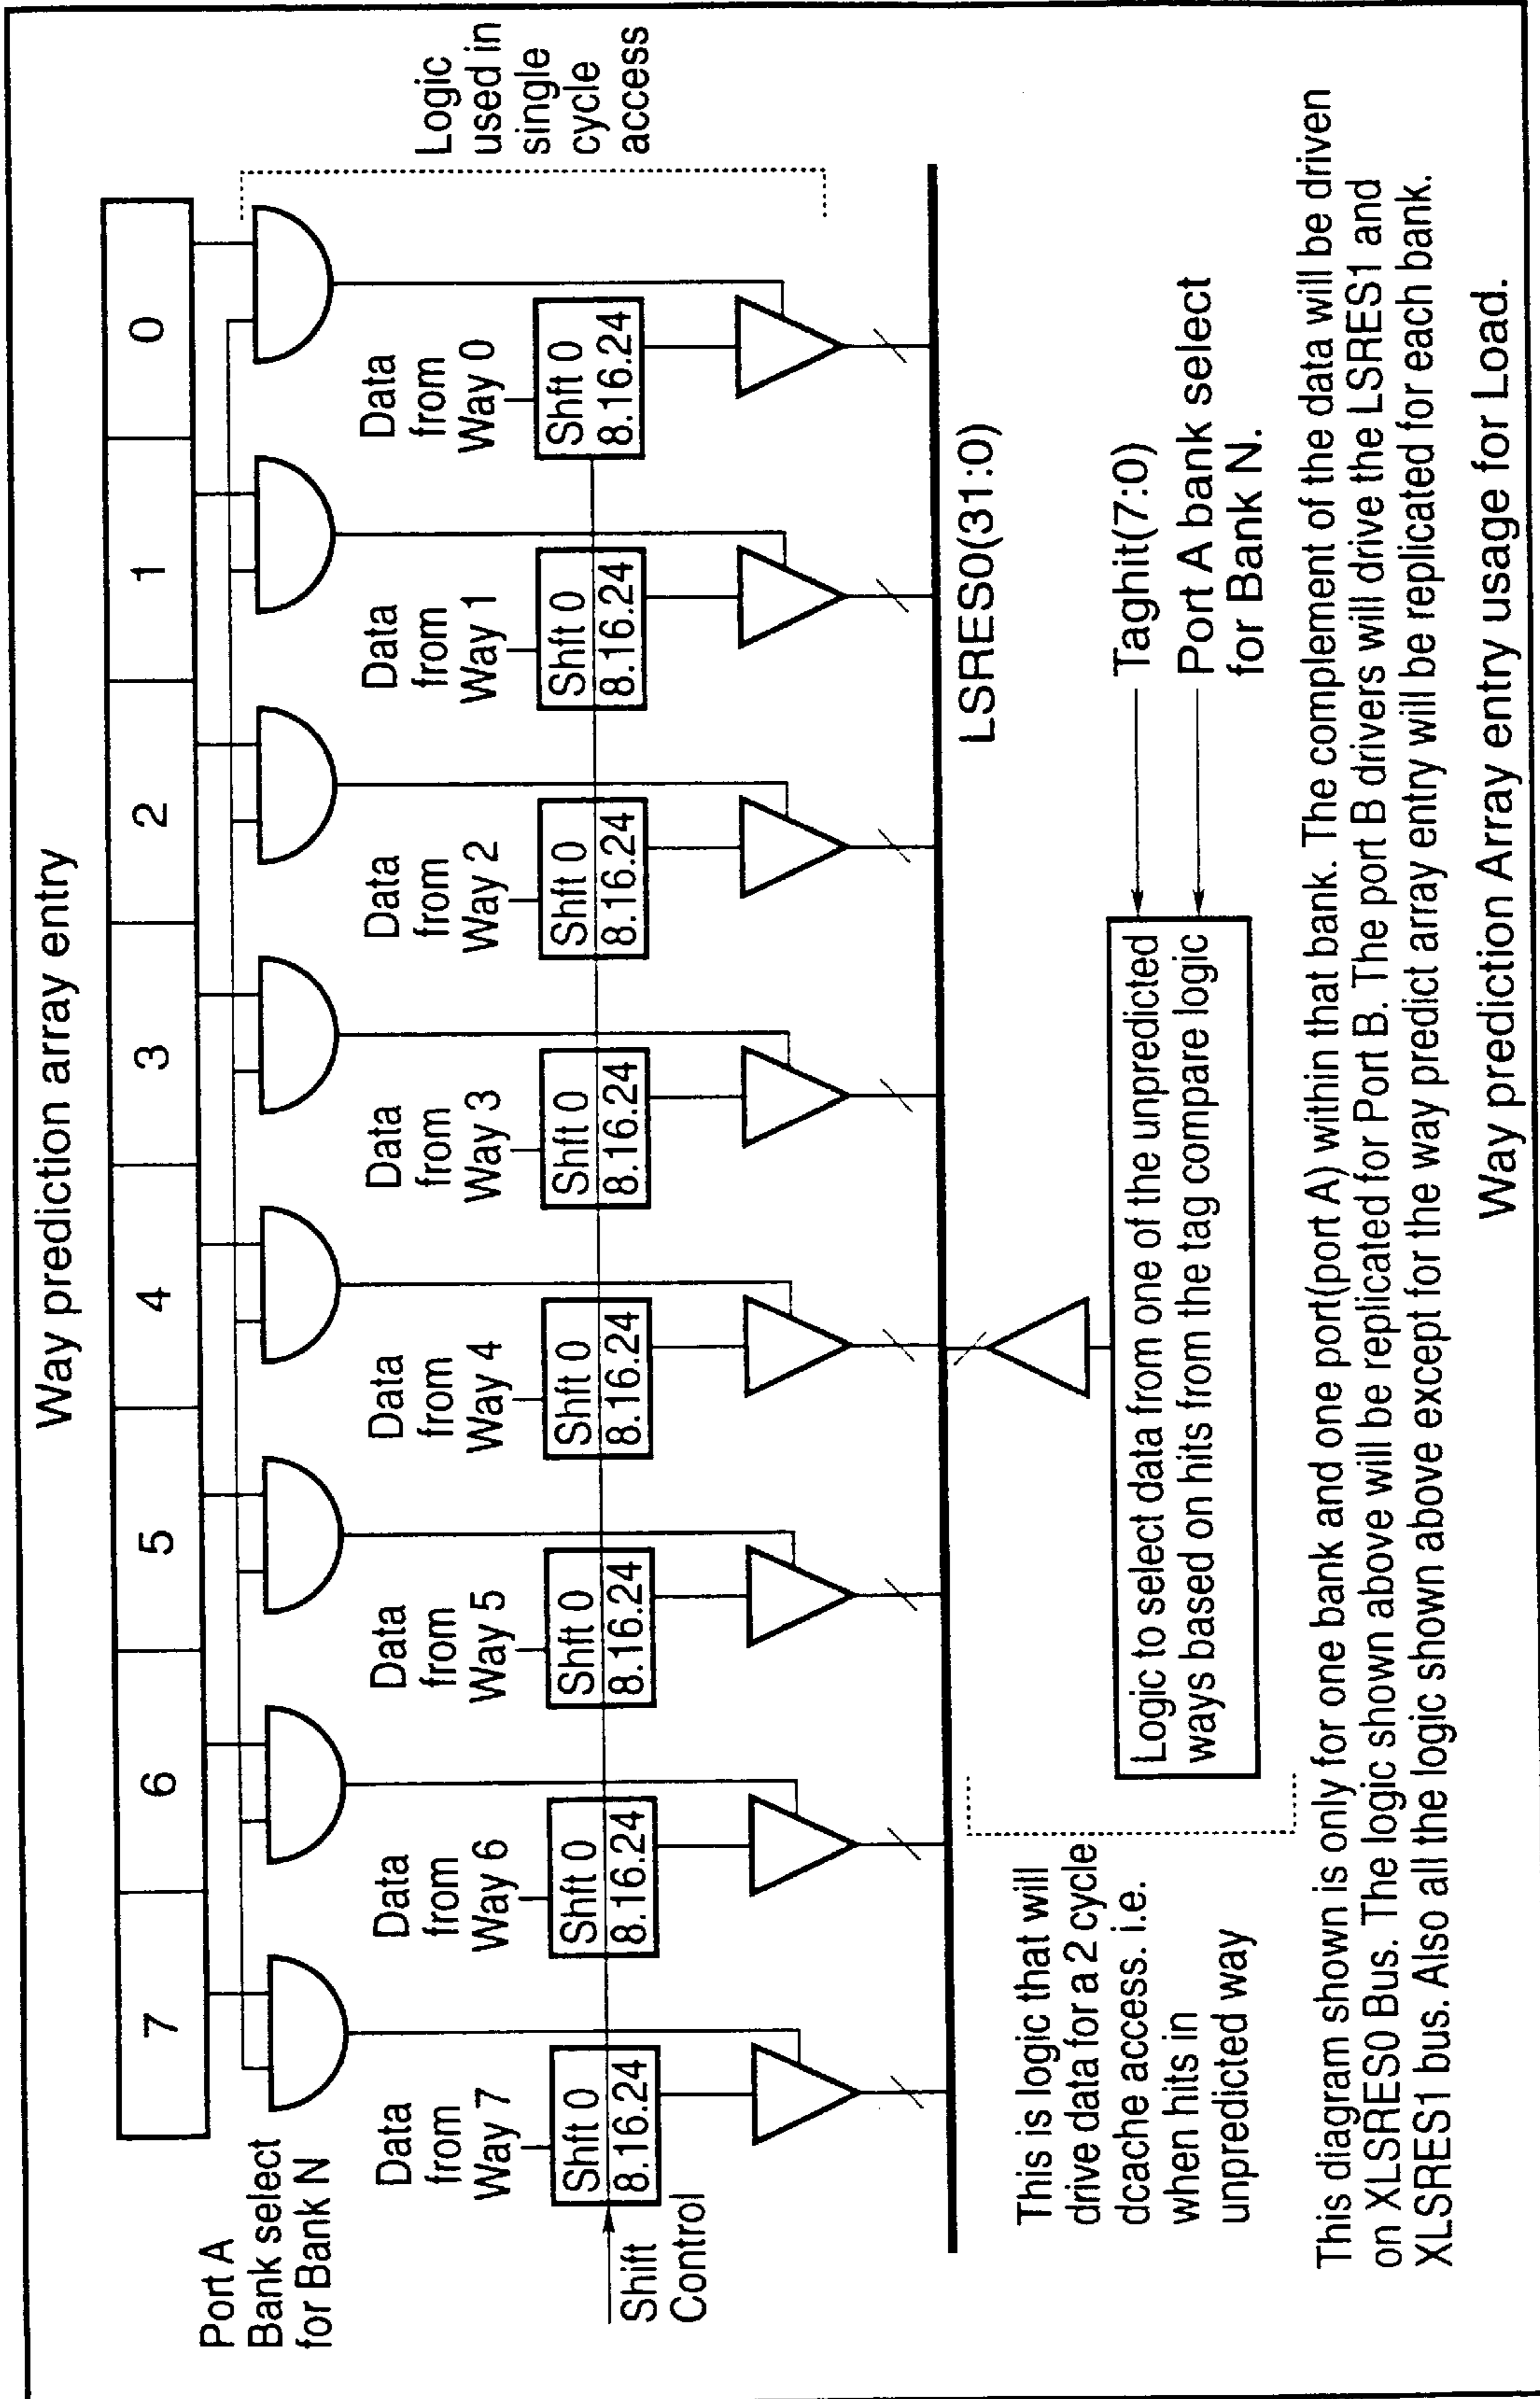 Way prediction array entry
7
6
5
4
3
2
1
0
Port A
Bank select
for Bank N
Logic
used in
single
cycle
access
Data
from
Way 7
Data
from
Way 6
Data
from
Way 5
Data
from
Way 4
Data
from
Way 3
Data
from
Way 2
Data
from
Way 1
Data
from
Way 0
Shift
Control
Shft 0
8.16.24
Shft 0
8.16.24
Shft 0
8.16.24
Shft 0
8.16.24
Shft 0
8.16.24
Shft 0
8.16.24
Shft 0
8.16.24
Shft 0
8.16.24
LSRES0(31:0)
This is logic that will
drive data for a 2 cycle
dcache access. i.e.
when hits in
unpredicted way
Logic to select data from one of the unpredicted
ways based on hits from the tag compare logic
Taghit(7:0)
Port A bank select
for Bank N.
This diagram shown is only for one bank and one port(port A) within that bank. The complement of the data will be driven
on XLSRES0 Bus. The logic shown above will be replicated for Port B. The port B drivers will drive the LSRES1 and
XLSRES1 bus. Also all the logic shown above except for the way predict array entry will be replicated for each bank.
Way prediction Array entry usage for Load.